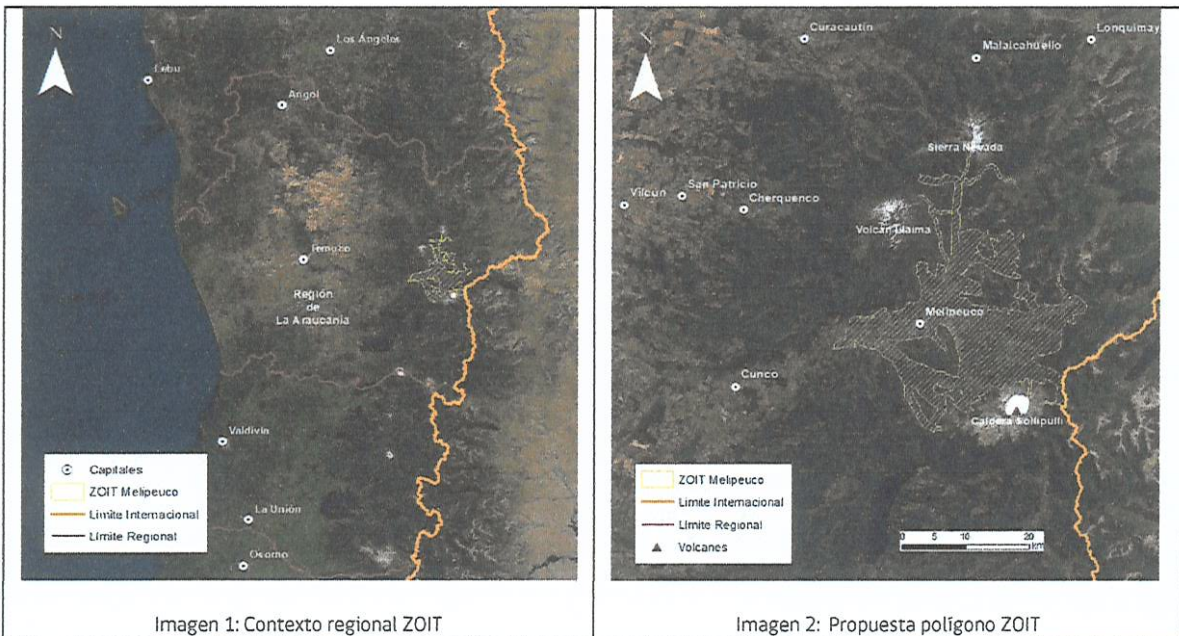 N
Los Ángeles
Lebu
Angol
Temuco
Región
de
La Araucanía
Valdivia
La Unión
Osorno
Capitales
ZOIT Melipeuco
Límite Internacional
Límite Regional
Imagen 1: Contexto regional ZOIT
N
Curacautín
Lonquimay
Malalcahuello
Sierra Nevada
Vilcún
San Patricio
Cherquenco
Volcán Llaima
Melipeuco
Cunco
Caldera Sollipulli
ZOIT Melipeuco
Límite Internacional
Límite Regional
Volcanes
0 5 10 20
km
Imagen 2: Propuesta polígono ZOIT